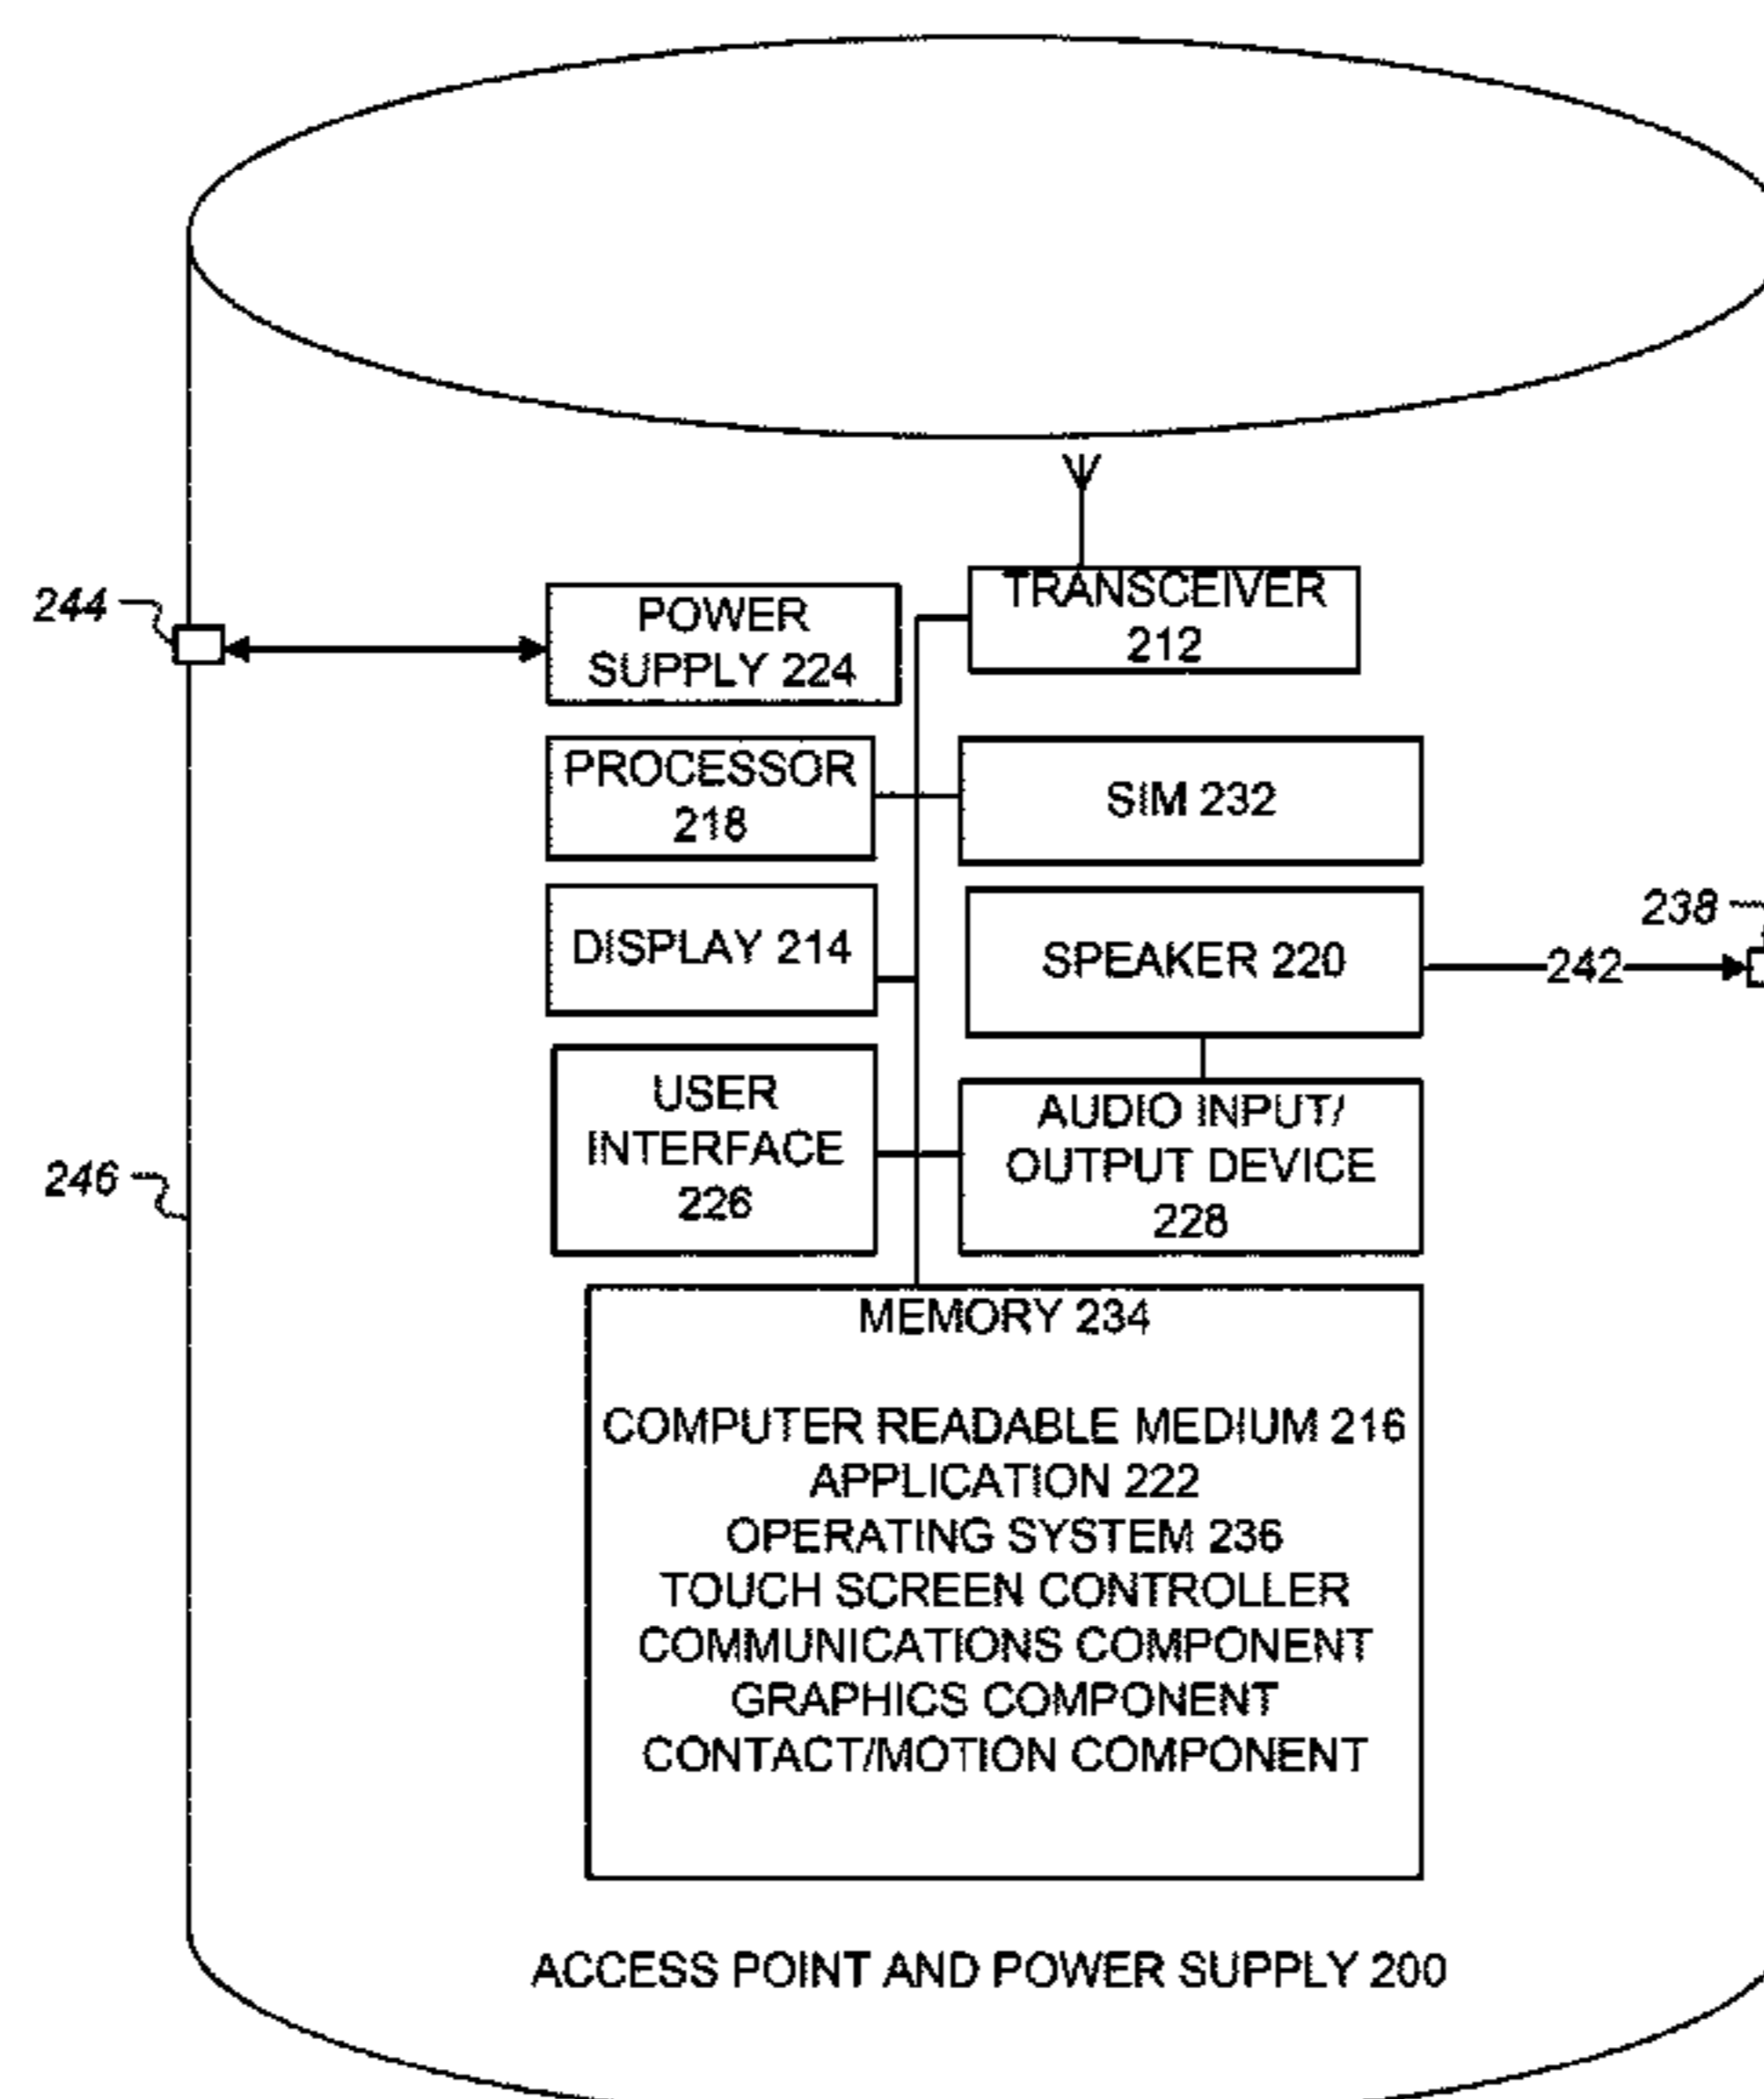 244
POWER
SUPPLY 224
TRANSCEIVER
212
PROCESSOR
218
SIM 232
DISPLAY 214
SPEAKER 220
242
238
USER
INTERFACE
226
AUDIO INPUT/
OUTPUT DEVICE
228
246
MEMORY 234
COMPUTER READABLE MEDIUM 216
APPLICATION 222
OPERATING SYSTEM 236
TOUCH SCREEN CONTROLLER
COMMUNICATIONS COMPONENT
GRAPHICS COMPONENT
CONTACT/MOTION COMPONENT
ACCESS POINT AND POWER SUPPLY 200